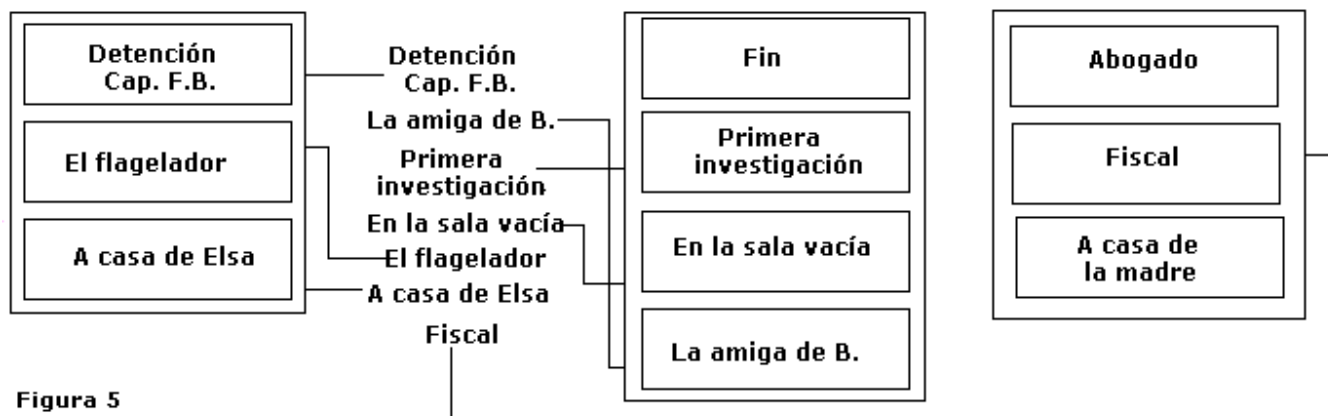 Detención
Cap. F.B.
El flagelador
A casa de Elsa
Detención
Cap. F.B.
La amiga de B.
Primera
investigación
En la sala vacía
El flagelador
A casa de Elsa
Fiscal
Fin
Primera
investigación
En la sala vacía
La amiga de B.
Abogado
Fiscal
A casa de
la madre
Figura 5